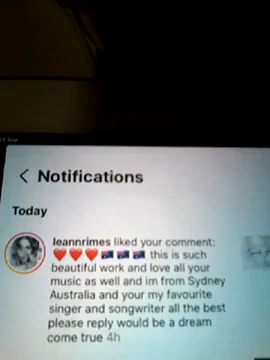 Notifications
Today
leannrimes liked your comment:
❤️❤️❤️🇦🇺🇦🇺🇦🇺 this is such
beautiful work and love all your
music as well and im from Sydney
Australia and your my favourite
singer and songwriter all the best
please reply would be a dream
come true 4h